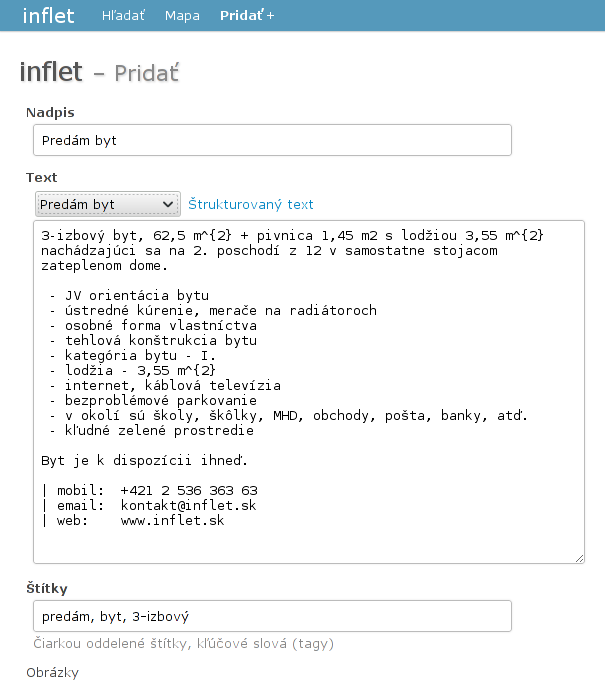 inflet Hľadať Mapa Pridať +
inflet – Pridať
Nadpis
Predám byt
Text
Predám byt Štrukturovaný text
3-izbový byt, 62,5 m^{2} + pivnica 1,45 m2 s lodžiou 3,55 m^{2}
nachádzajúci sa na 2. poschodí z 12 v samostatne stojacom
zateplenom dome.
- JV orientácia bytu
- ústredné kúrenie, merače na radiátoroch
- osobné forma vlastníctva
- tehlová konštrukcia bytu
- kategória bytu - I.
- lodžia - 3,55 m^{2}
- internet, káblová televízia
- bezproblémové parkovanie
- v okolí sú školy, škôlky, MHD, obchody, pošta, banky, atď.
- kľudné zelené prostredie
Byt je k dispozícii ihneď.
| mobil: +421 2 536 363 63
| email: kontakt@inflet.sk
| web: www.inflet.sk
Štítky
predám, byt, 3-izbový
Čiarkou oddelené štítky, kľúčové slová (tagy)
Obrázky